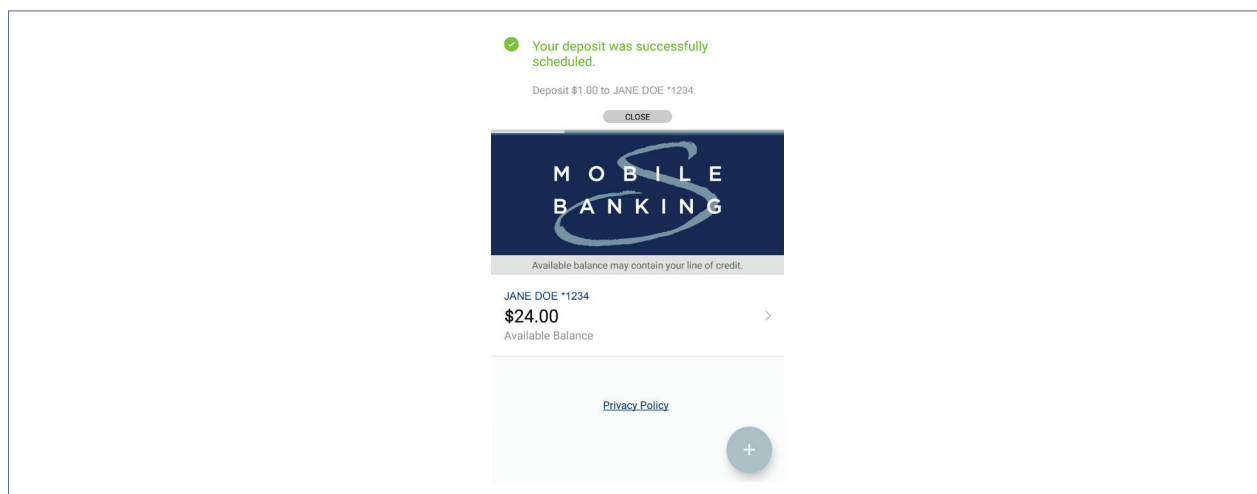 Your deposit was successfully
scheduled.
Deposit $1.00 to JANE DOE *1234.
CLOSE
MOBILE
BANKING
Available balance may contain your line of credit.
JANE DOE *1234
$24.00
Available Balance
Privacy Policy